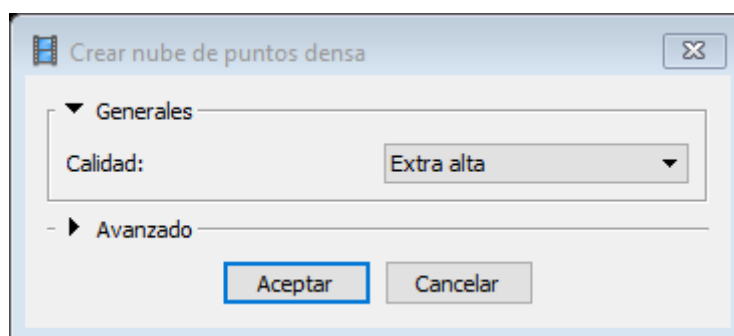 Crear nube de puntos densa
Generales
Calidad: Extra alta
Avanzado
Aceptar Cancelar